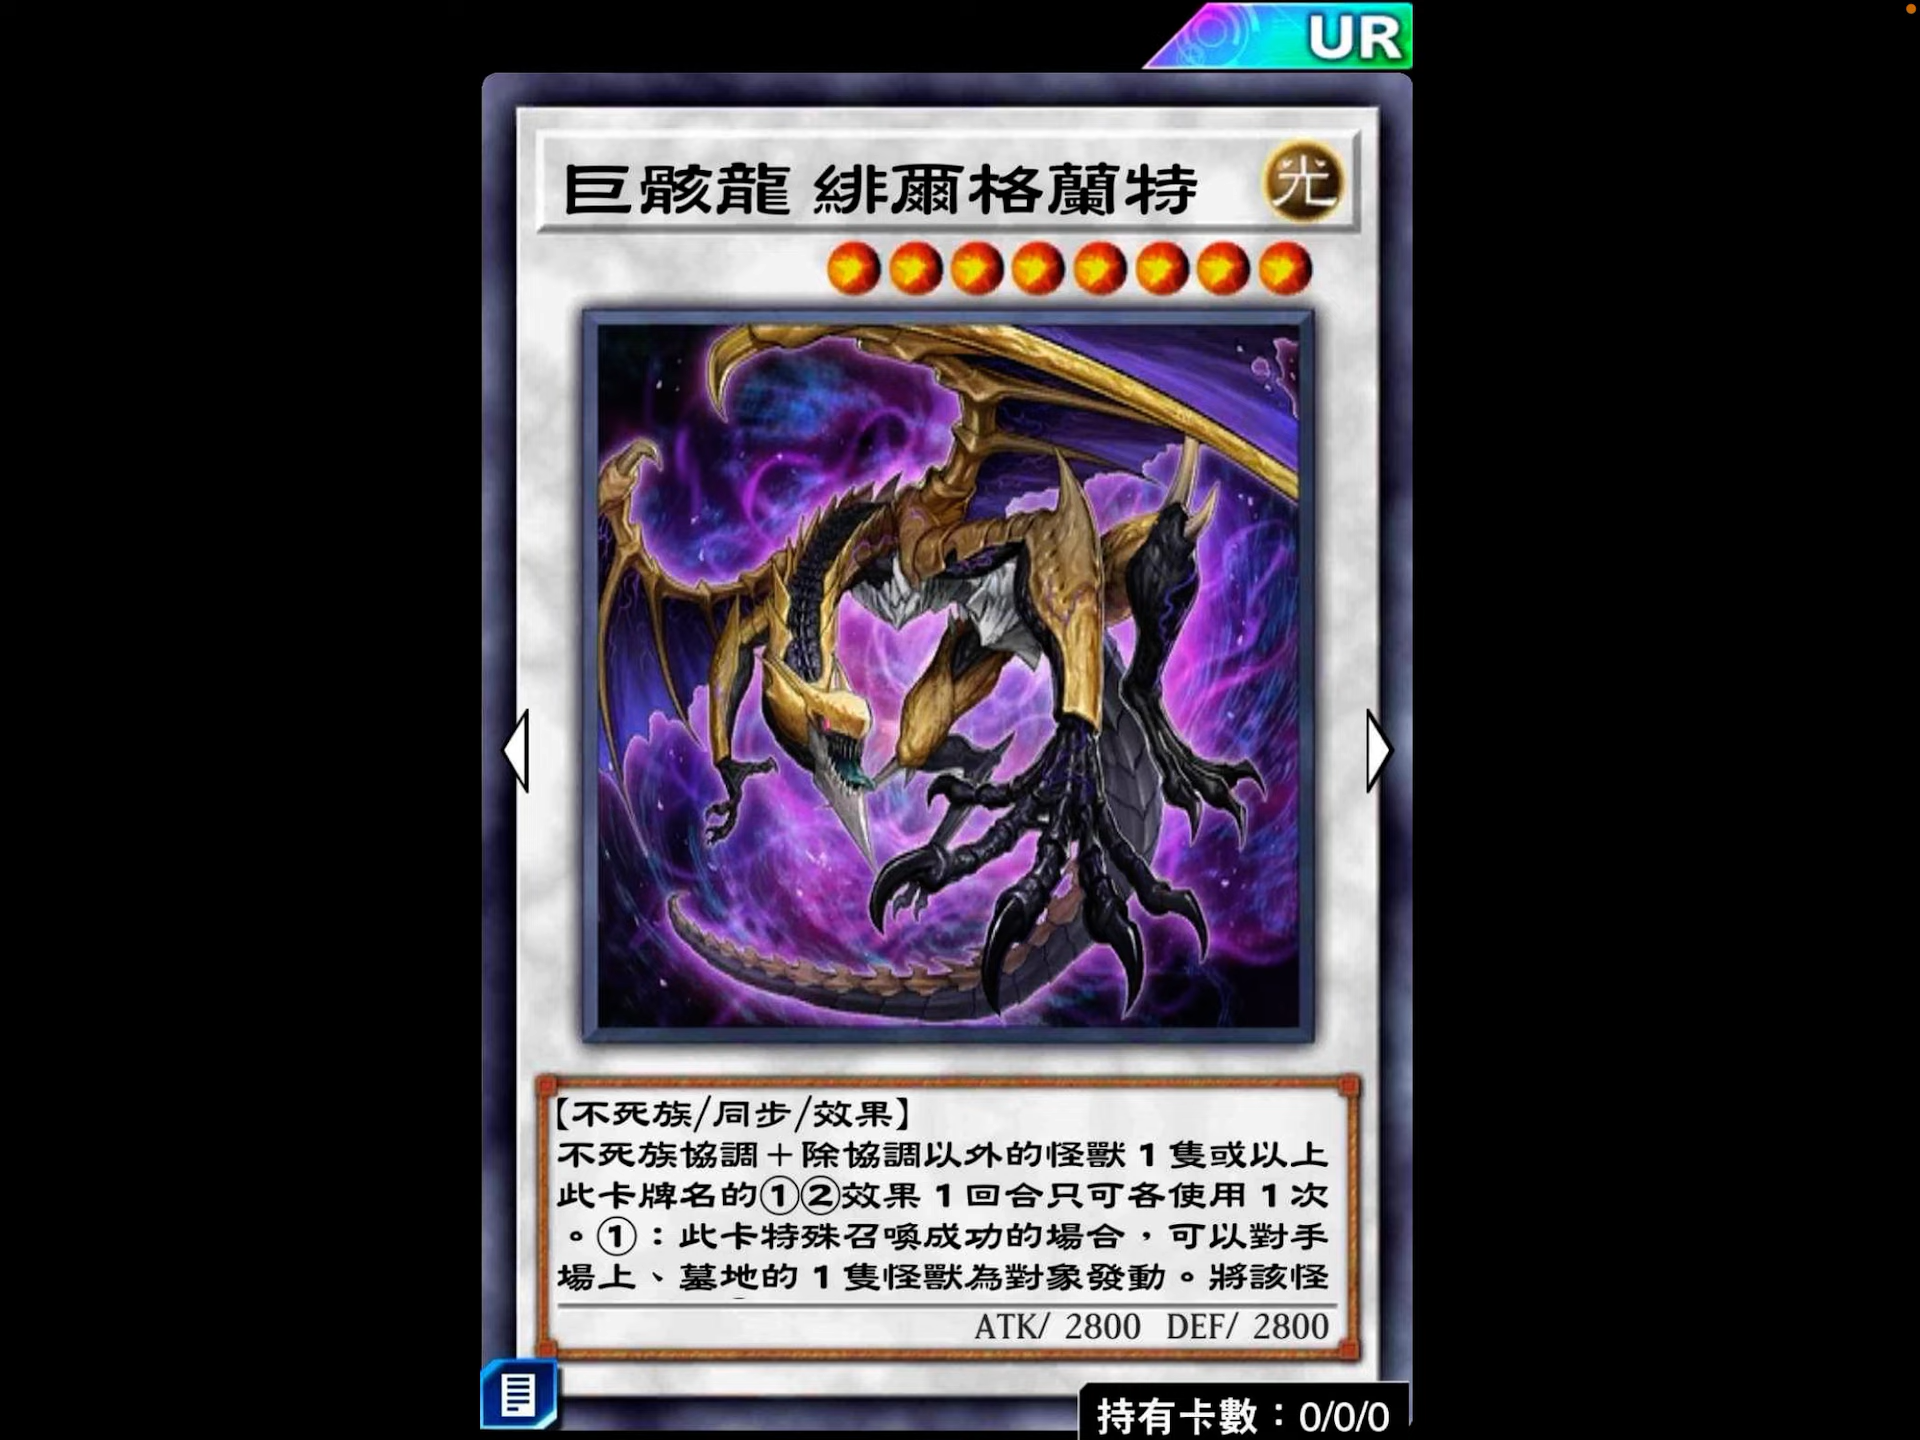 UR
巨骸龍 緋爾格蘭特
光
【不死族/同步/效果】
不死族協調＋除協調以外的怪獸1隻或以上
此卡牌名的①②效果1回合只可各使用1次
。①：此卡特殊召喚成功的場合，可以對手
場上、墓地的1隻怪獸為對象發動。將該怪
ATK/ 2800 DEF/ 2800
持有卡數：0/0/0